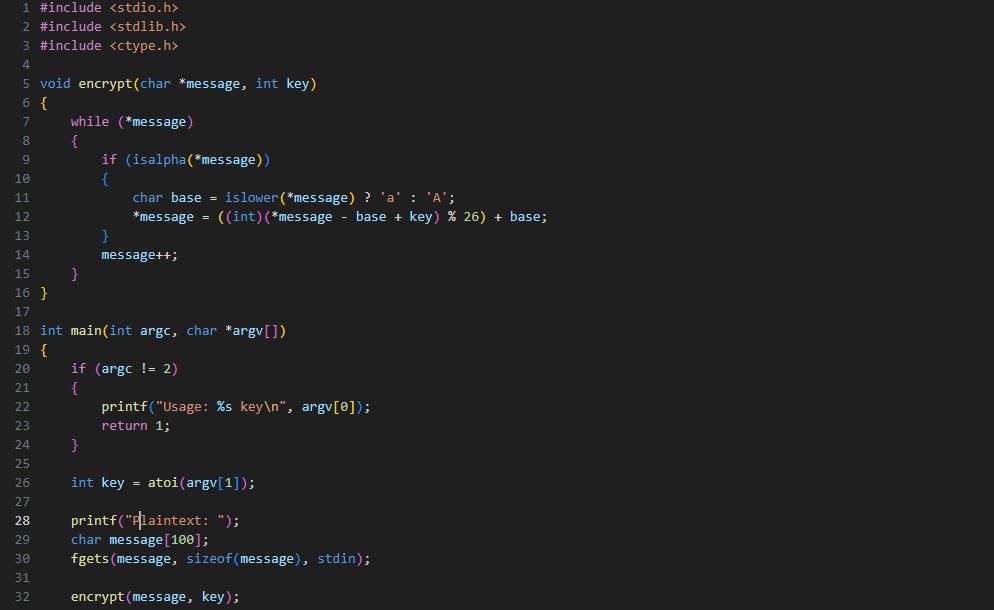 1 #include <stdio.h>
2 #include <stdlib.h>
3 #include <ctype.h>
4
5 void encrypt(char *message, int key)
6 {
7     while (*message)
8     {
9         if (isalpha(*message))
10         {
11             char base = islower(*message) ? 'a' : 'A';
12             *message = ((int)(*message - base + key) % 26) + base;
13         }
14         message++;
15     }
16 }
17
18 int main(int argc, char *argv[])
19 {
20     if (argc != 2)
21     {
22         printf("Usage: %s key\n", argv[0]);
23         return 1;
24     }
25
26     int key = atoi(argv[1]);
27
28     printf("Plaintext: ");
29     char message[100];
30     fgets(message, sizeof(message), stdin);
31
32     encrypt(message, key);